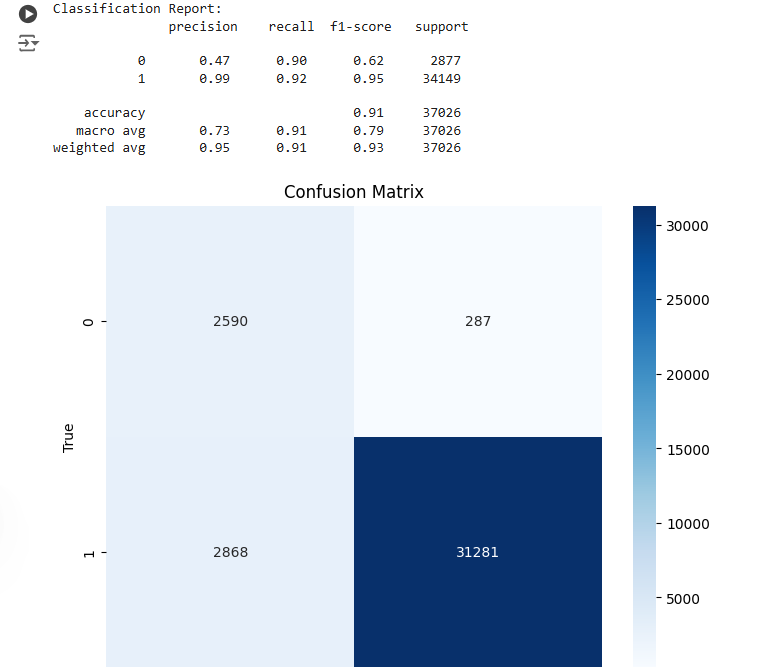 Classification Report:
precision recall f1-score support
0 0.47 0.90 0.62 2877
1 0.99 0.92 0.95 34149
accuracy 0.91 37026
macro avg 0.73 0.91 0.79 37026
weighted avg 0.95 0.91 0.93 37026
Confusion Matrix
30000
25000
0 2590 287
20000
True
15000
10000
1 2868 31281
5000